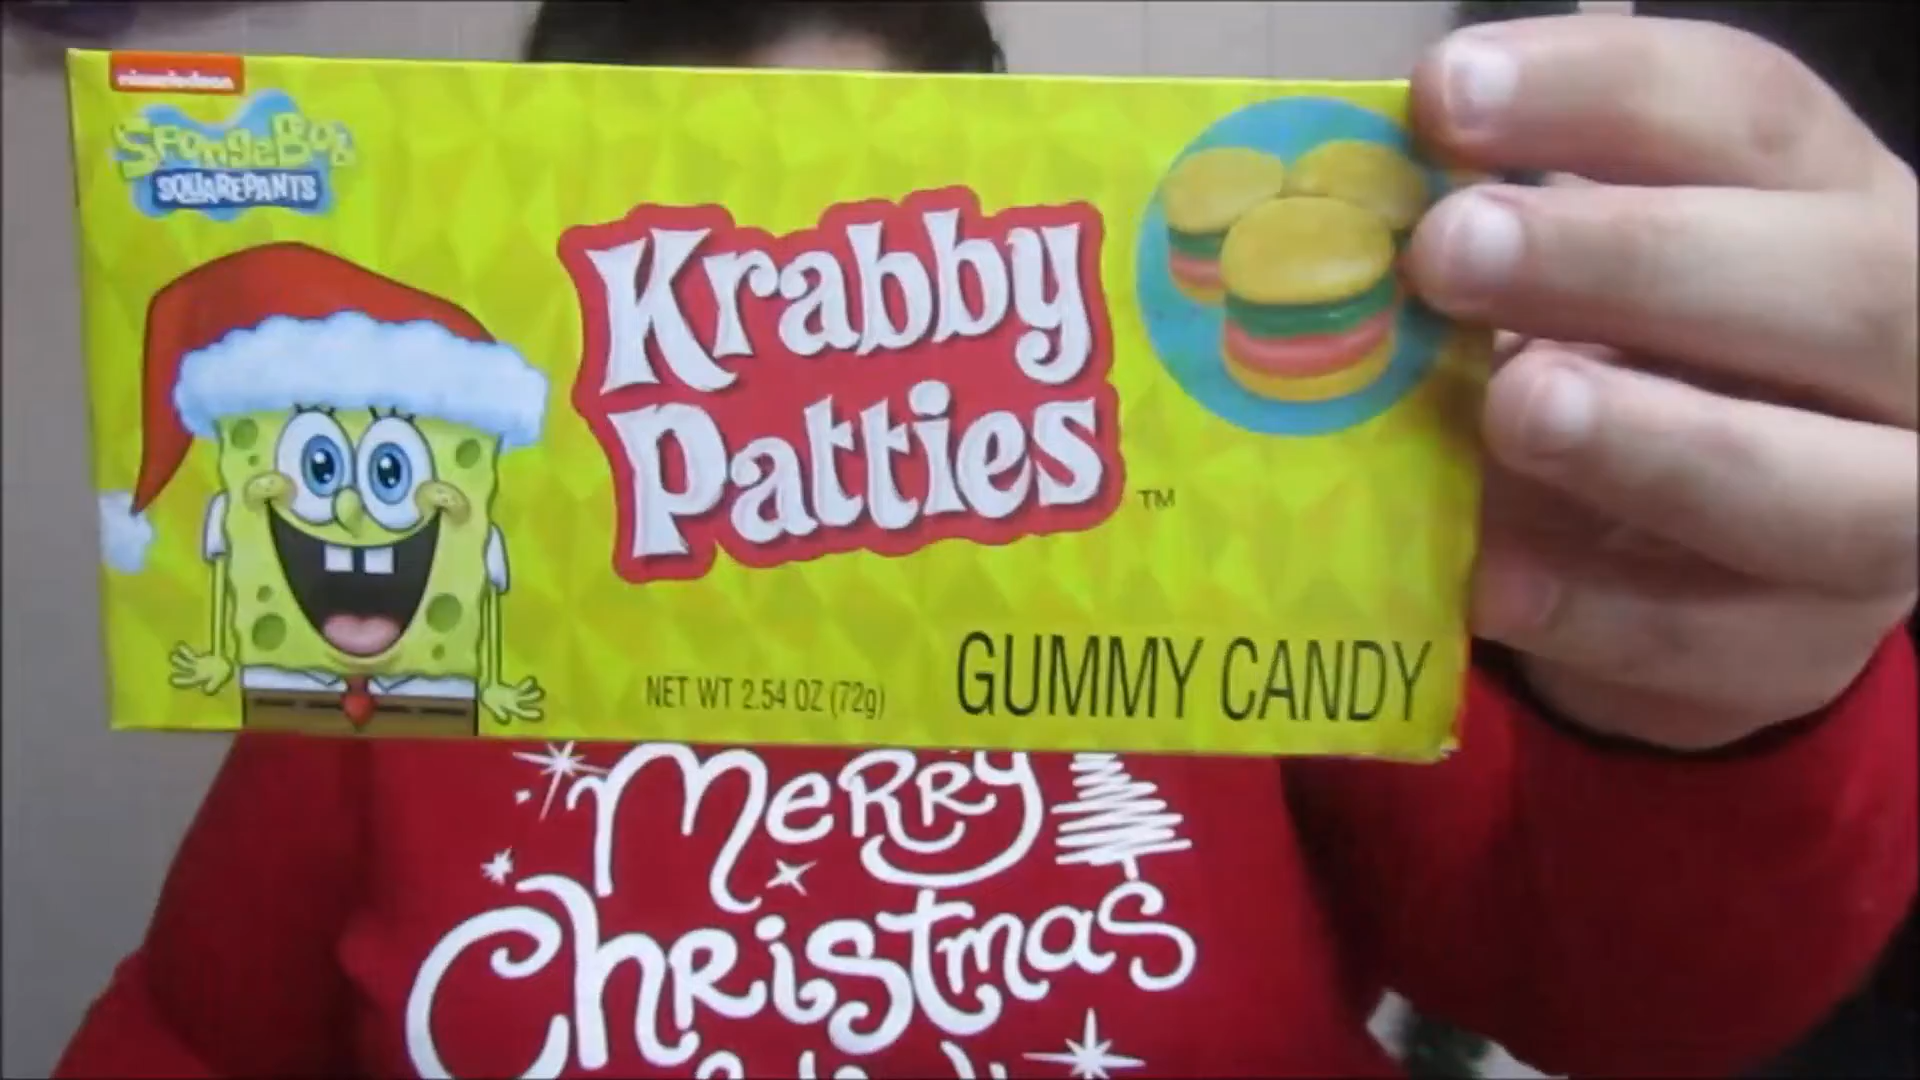 nickelodeon
SpongeBob
SQUAREPANTS
Krabby
Patties
TM
NET WT 2.54 OZ (72g)
GUMMY CANDY
Merry
Christmas